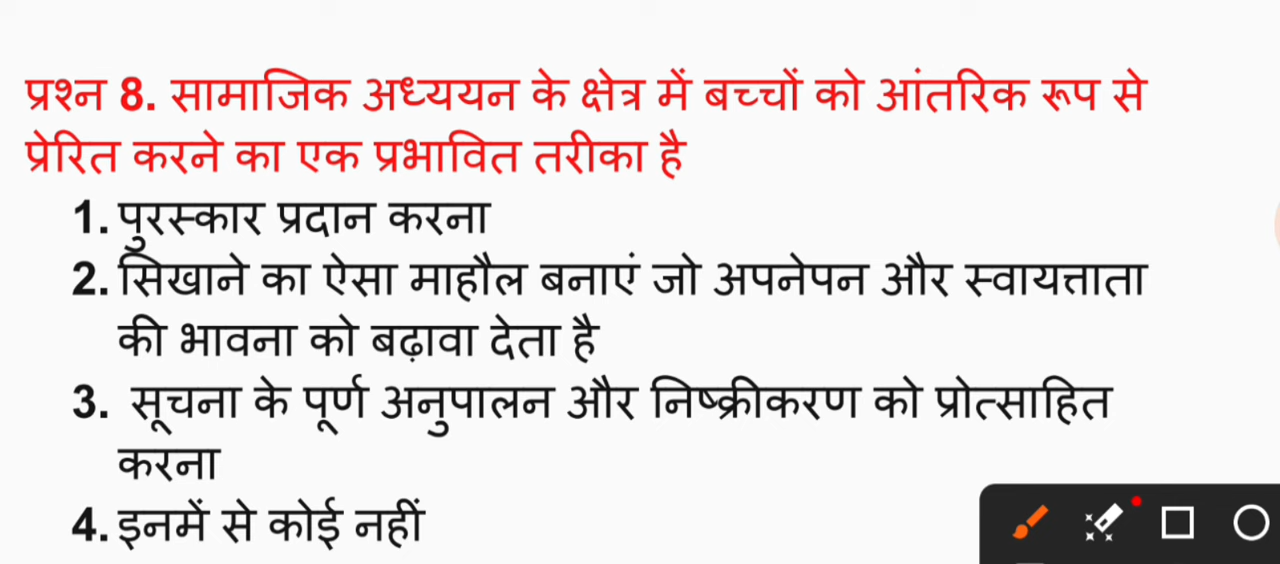 प्रश्न 8. सामाजिक अध्ययन के क्षेत्र में बच्चों को आंतरिक रूप से
प्रेरित करने का एक प्रभावित तरीका है
1. पुरस्कार प्रदान करना
2. सिखाने का ऐसा माहौल बनाएं जो अपनेपन और स्वायत्ताता
की भावना को बढ़ावा देता है
3. सूचना के पूर्ण अनुपालन और निष्क्रीकरण को प्रोत्साहित
करना
4. इनमें से कोई नहीं